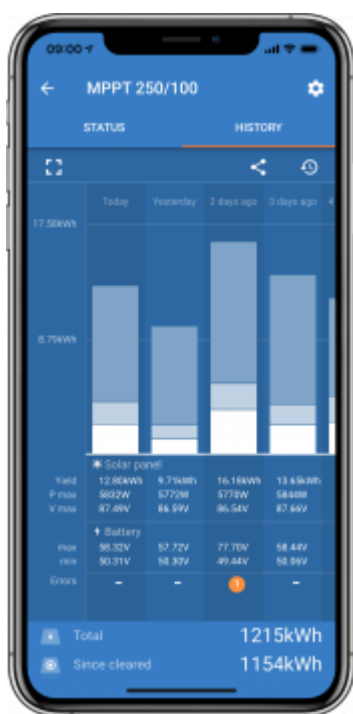 09:00
MPPT 250/100
STATUS HISTORY
Today Yesterday 2 days ago 3 days ago 4
17.58kWh
8.79kWh
Solar panel
Yield 12.80kWh 9.71kWh 16.18kWh 13.65kWh
P max 5832W 5772W 5770W 5844W
V max 87.49V 86.59V 86.54V 87.66V
Battery
max 58.32V 57.72V 77.70V 58.44V
min 50.31V 50.30V 49.44V 50.06V
Errors – – 1 –
Total 1215kWh
Since cleared 1154kWh